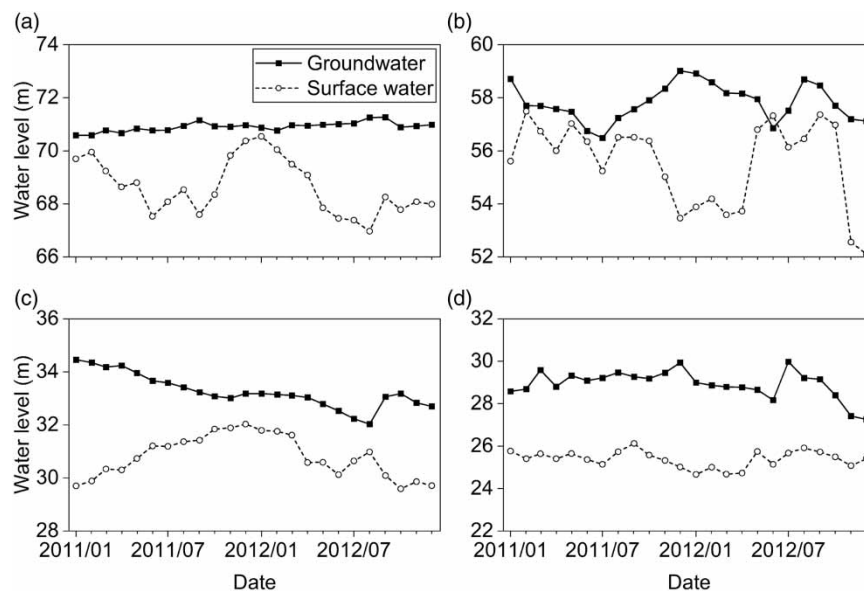 (a)
74
72
70
68
66
Water level (m)
Groundwater
Surface water
(b)
60
58
56
54
52
(c)
36
34
32
30
28
Water level (m)
2011/01
2011/07
2012/01
2012/07
Date
(d)
32
30
28
26
24
22
2011/01
2011/07
2012/01
2012/07
Date